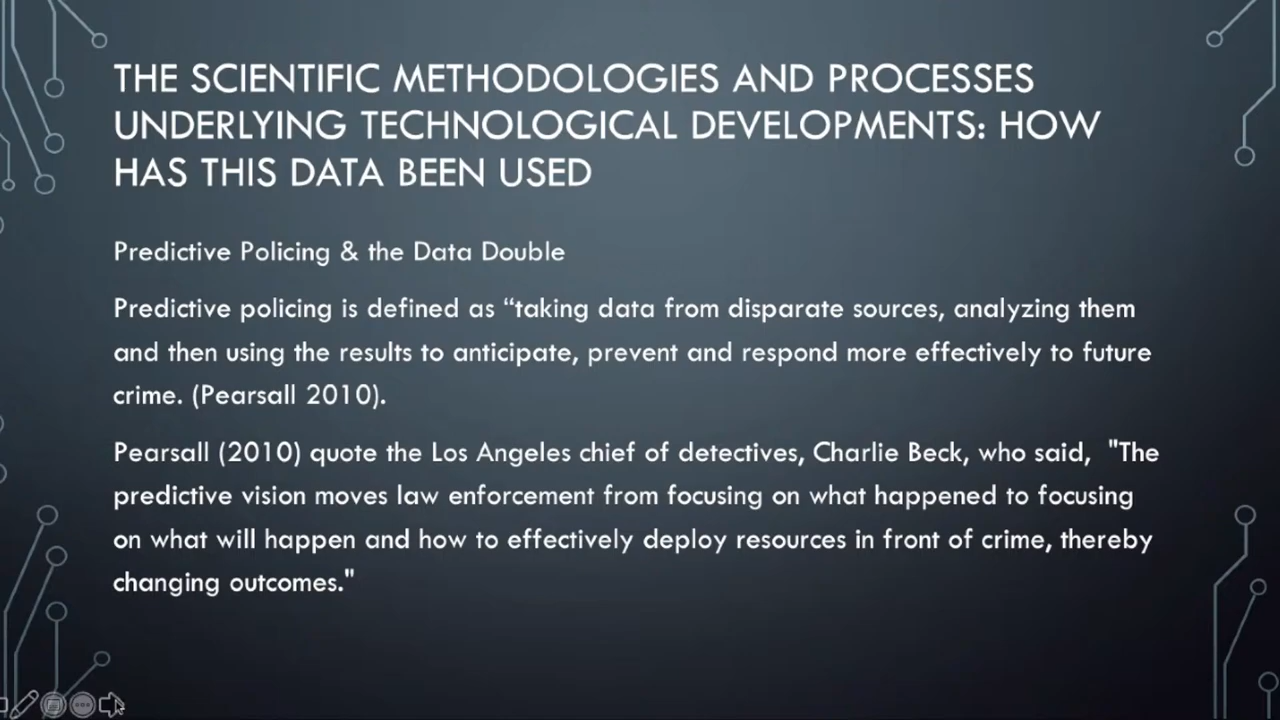 THE SCIENTIFIC METHODOLOGIES AND PROCESSES
UNDERLYING TECHNOLOGICAL DEVELOPMENTS: HOW
HAS THIS DATA BEEN USED
Predictive Policing & the Data Double
Predictive policing is defined as “taking data from disparate sources, analyzing them
and then using the results to anticipate, prevent and respond more effectively to future
crime. (Pearsall 2010).
Pearsall (2010) quote the Los Angeles chief of detectives, Charlie Beck, who said,  "The
predictive vision moves law enforcement from focusing on what happened to focusing
on what will happen and how to effectively deploy resources in front of crime, thereby
changing outcomes."